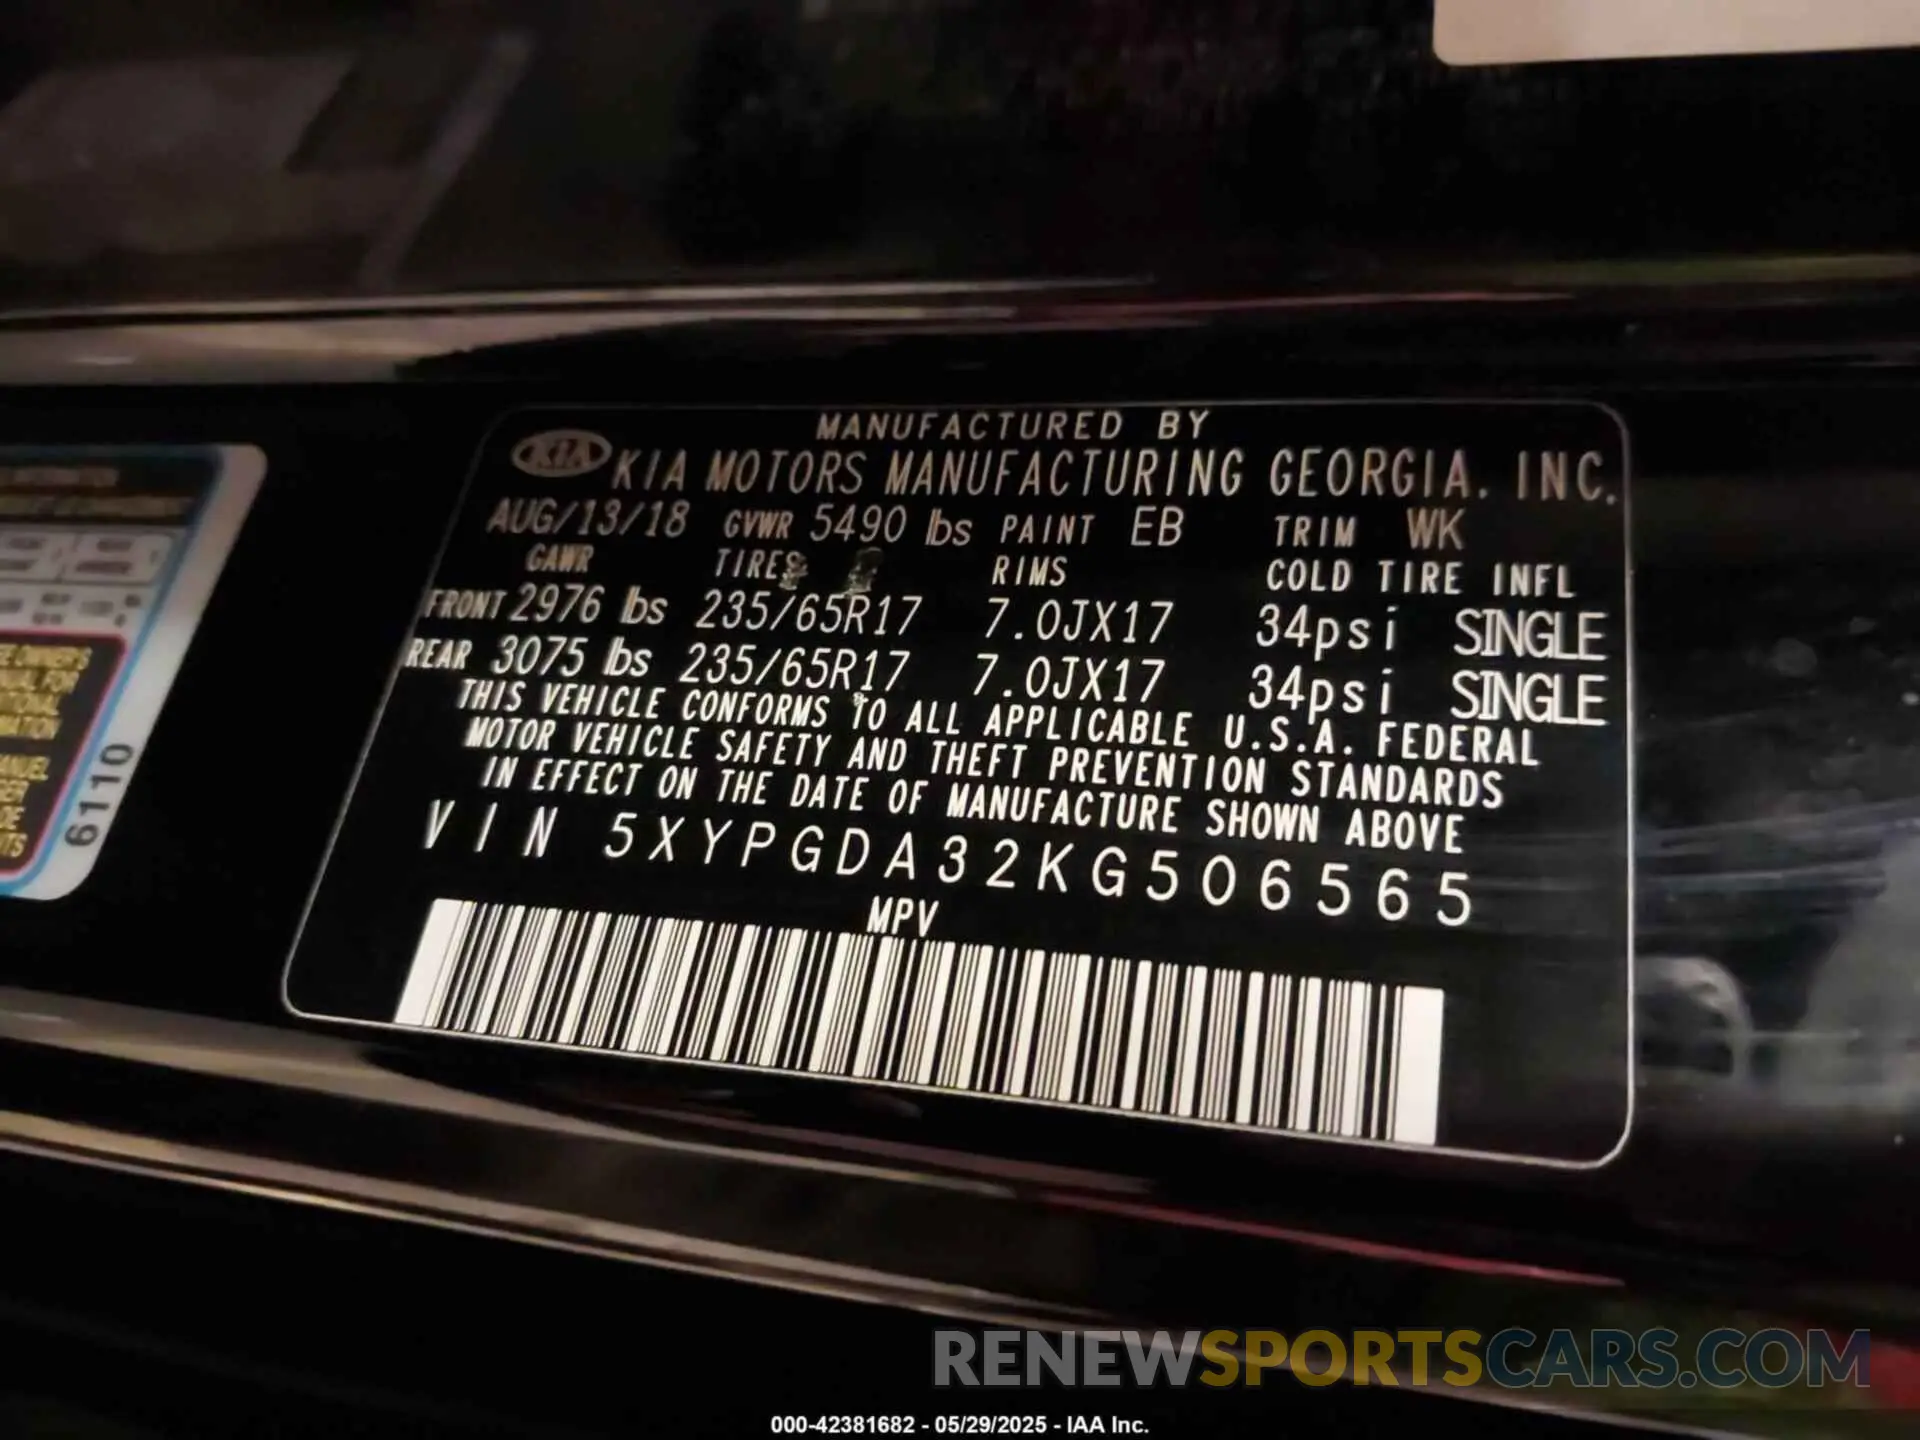 MANUFACTURED BY
KIA KIA MOTORS MANUFACTURING GEORGIA. INC.
AUG/13/18 GVWR 5490 lbs PAINT EB TRIM WK
GAWR TIRES RIMS COLD TIRE INFL
FRONT 2976 lbs 235/65R17 7.0JX17 34psi SINGLE
REAR 3075 lbs 235/65R17 7.0JX17 34psi SINGLE
THIS VEHICLE CONFORMS TO ALL APPLICABLE U.S.A. FEDERAL
MOTOR VEHICLE SAFETY AND THEFT PREVENTION STANDARDS
IN EFFECT ON THE DATE OF MANUFACTURE SHOWN ABOVE
VIN 5XYPGDA32KG506565
MPV
6110
RENEWSPORTSCARS.COM
000-42381682 - 05/29/2025 - IAA Inc.